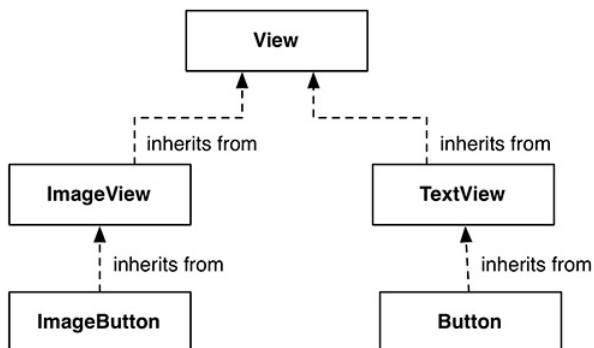 View
inherits from
inherits from
ImageView
TextView
inherits from
inherits from
ImageButton
Button